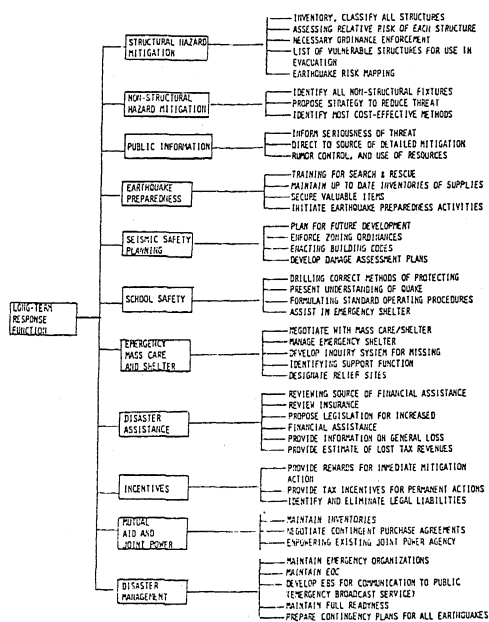 INVENTORY, CLASSIFY ALL STRUCTURES
ASSESSING RELATIVE RISK OF EACH STRUCTURE
STRUCTURAL HAZARD
MITIGATION
NECESSARY ORDINANCE ENFORCEMENT
LIST OF VULNERABLE STRUCTURES FOR USE IN
EVACUATION
EARTHQUAKE RISK MAPPING
NON-STRUCTURAL
HAZARD MITIGATION
IDENTIFY ALL NON-STRUCTURAL FIXTURES
PROPOSE STRATEGY TO REDUCE THREAT
IDENTIFY MOST COST-EFFECTIVE METHODS
PUBLIC INFORMATION
INFORM SERIOUSNESS OF THREAT
DIRECT TO SOURCE OF DETAILED MITIGATION
RUMOR CONTROL, AND USE OF RESOURCES
EARTHQUAKE
PREPAREDNESS
TRAINING FOR SEARCH & RESCUE
MAINTAIN UP TO DATE INVENTORIES OF SUPPLIES
SECURE VALUABLE ITEMS
INITIATE EARTHQUAKE PREPAREDNESS ACTIVITIES
SEISMIC SAFETY
PLANNING
PLAN FOR FUTURE DEVELOPMENT
ENFORCE ZONING ORDINANCES
ENACTING BUILDING CODES
DEVELOP DAMAGE ASSESSMENT PLANS
SCHOOL SAFETY
DRILLING CORRECT METHODS OF PROTECTING
PRESENT UNDERSTANDING OF QUAKE
FORMULATING STANDARD OPERATING PROCEDURES
ASSIST IN EMERGENCY SHELTER
LONG-TERM
RESPONSE
FUNCTION
EMERGENCY
MASS CARE
AND SHELTER
NEGOTIATE WITH MASS CARE/SHELTER
MANAGE EMERGENCY SHELTER
DEVELOP INQUIRY SYSTEM FOR MISSING
IDENTIFYING SUPPORT FUNCTION
DESIGNATE RELIEF SITES
DISASTER
ASSISTANCE
REVIEWING SOURCE OF FINANCIAL ASSISTANCE
REVIEW INSURANCE
PROPOSE LEGISLATION FOR INCREASED
FINANCIAL ASSISTANCE
PROVIDE INFORMATION ON GENERAL LOSS
PROVIDE ESTIMATE OF LOST TAX REVENUES
INCENTIVES
PROVIDE REWARDS FOR IMMEDIATE MITIGATION
ACTION
PROVIDE TAX INCENTIVES FOR PERMANENT ACTIONS
IDENTIFY AND ELIMINATE LEGAL LIABILITIES
MUTUAL
AID AND
JOINT POWER
MAINTAIN INVENTORIES
NEGOTIATE CONTINGENT PURCHASE AGREEMENTS
EMPOWERING EXISTING JOINT POWER AGENCY
DISASTER
MANAGEMENT
MAINTAIN EMERGENCY ORGANIZATIONS
MAINTAIN EOC
DEVELOP EBS FOR COMMUNICATION TO PUBLIC
(EMERGENCY BROADCAST SERVICE)
MAINTAIN FULL READYNESS
PREPARE CONTINGENCY PLANS FOR ALL EARTHQUAKES